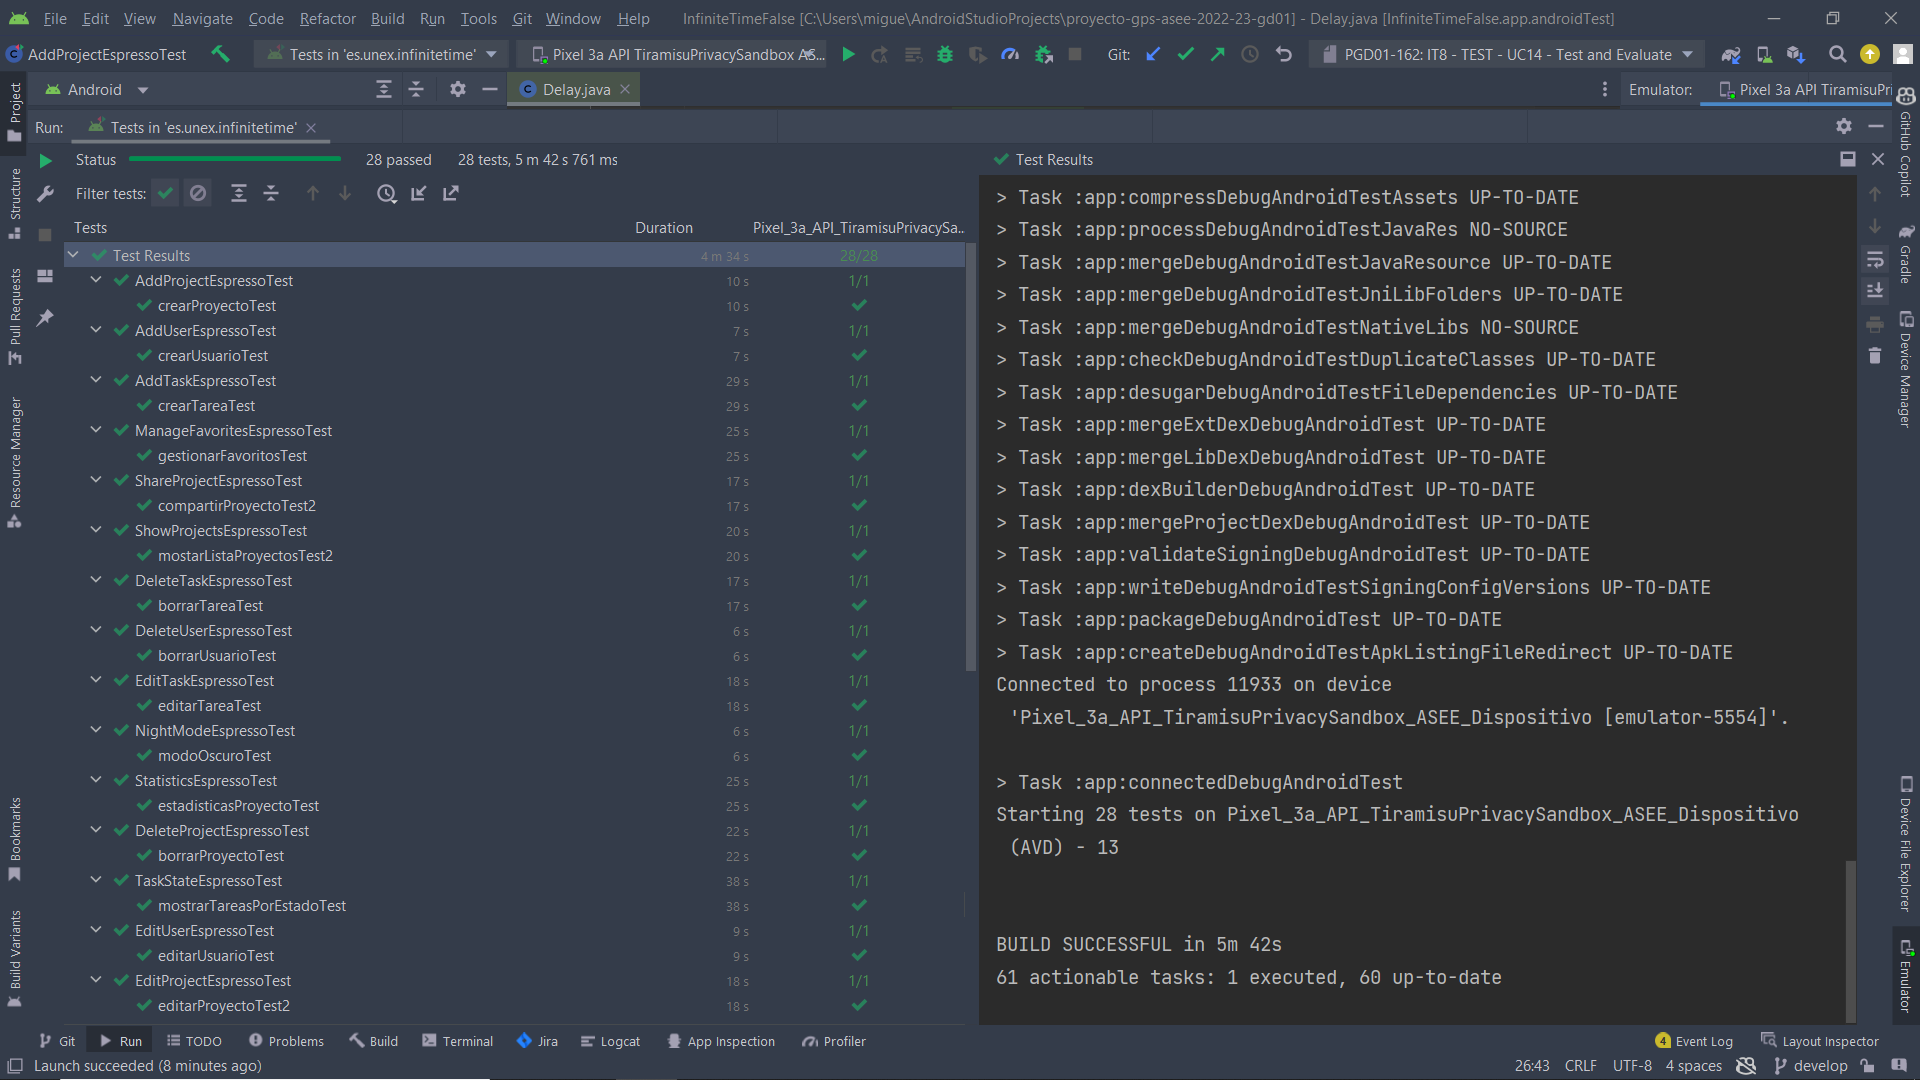 File Edit View Navigate Code Refactor Build Run Tools Git Window Help InfiniteTimeFalse [C:\Users\migue\AndroidStudioProjects\proyecto-gps-asee-2022-23-gd01] - Delay.java [InfiniteTimeFalse.app.androidTest]
AddProjectEspressoTest Tests in 'es.unex.infinitetime' Pixel 3a API TiramisuPrivacySandbox AS... Git: PGD01-162: IT8 - TEST - UC14 - Test and Evaluate
Android Delay.java Emulator: Pixel 3a API TiramisuPri
Run: Tests in 'es.unex.infinitetime'
Status 28 passed 28 tests, 5 m 42 s 761 ms
Filter tests:
Tests Duration Pixel_3a_API_TiramisuPrivacySa...
Test Results 4 m 34 s 28/28
AddProjectEspressoTest 10 s 1/1
crearProyectoTest 10 s
AddUserEspressoTest 7 s 1/1
crearUsuarioTest 7 s
AddTaskEspressoTest 29 s 1/1
crearTareaTest 29 s
ManageFavoritesEspressoTest 25 s 1/1
gestionarFavoritosTest 25 s
ShareProjectEspressoTest 17 s 1/1
compartirProyectoTest2 17 s
ShowProjectsEspressoTest 20 s 1/1
mostarListaProyectosTest2 20 s
DeleteTaskEspressoTest 17 s 1/1
borrarTareaTest 17 s
DeleteUserEspressoTest 6 s 1/1
borrarUsuarioTest 6 s
EditTaskEspressoTest 18 s 1/1
editarTareaTest 18 s
NightModeEspressoTest 6 s 1/1
modoOscuroTest 6 s
StatisticsEspressoTest 25 s 1/1
estadisticasProyectoTest 25 s
DeleteProjectEspressoTest 22 s 1/1
borrarProyectoTest 22 s
TaskStateEspressoTest 38 s 1/1
mostrarTareasPorEstadoTest 38 s
EditUserEspressoTest 9 s 1/1
editarUsuarioTest 9 s
EditProjectEspressoTest 18 s 1/1
editarProyectoTest2 18 s
Test Results
> Task :app:compressDebugAndroidTestAssets UP-TO-DATE
> Task :app:processDebugAndroidTestJavaRes NO-SOURCE
> Task :app:mergeDebugAndroidTestJavaResource UP-TO-DATE
> Task :app:mergeDebugAndroidTestJniLibFolders UP-TO-DATE
> Task :app:mergeDebugAndroidTestNativeLibs NO-SOURCE
> Task :app:checkDebugAndroidTestDuplicateClasses UP-TO-DATE
> Task :app:desugarDebugAndroidTestFileDependencies UP-TO-DATE
> Task :app:mergeExtDexDebugAndroidTest UP-TO-DATE
> Task :app:mergeLibDexDebugAndroidTest UP-TO-DATE
> Task :app:dexBuilderDebugAndroidTest UP-TO-DATE
> Task :app:mergeProjectDexDebugAndroidTest UP-TO-DATE
> Task :app:validateSigningDebugAndroidTest UP-TO-DATE
> Task :app:writeDebugAndroidTestSigningConfigVersions UP-TO-DATE
> Task :app:packageDebugAndroidTest UP-TO-DATE
> Task :app:createDebugAndroidTestApkListingFileRedirect UP-TO-DATE
Connected to process 11933 on device
'Pixel_3a_API_TiramisuPrivacySandbox_ASEE_Dispositivo [emulator-5554]'.
> Task :app:connectedDebugAndroidTest
Starting 28 tests on Pixel_3a_API_TiramisuPrivacySandbox_ASEE_Dispositivo
(AVD) - 13
BUILD SUCCESSFUL in 5m 42s
61 actionable tasks: 1 executed, 60 up-to-date
Project
Structure
Pull Requests
Resource Manager
Bookmarks
Build Variants
GitHub Copilot
Gradle
Device Manager
Device File Explorer
Emulator
Git Run TODO Problems Build Terminal Jira Logcat App Inspection Profiler 4 Event Log Layout Inspector
Launch succeeded (8 minutes ago) 26:43 CRLF UTF-8 4 spaces develop